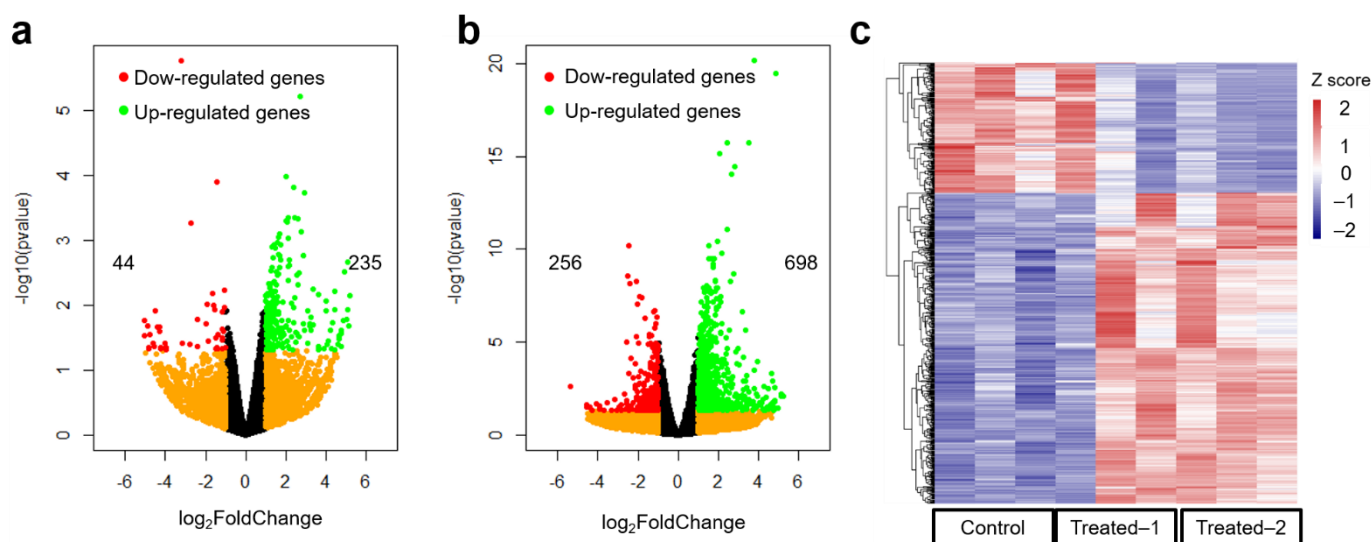 a
Dow-regulated genes
Up-regulated genes
44
235
-log10(pvalue)
5
4
3
2
1
0
-6
-4
-2
0
2
4
6
log₂FoldChange
b
Dow-regulated genes
Up-regulated genes
256
698
-log10(pvalue)
20
15
10
5
0
-6
-4
-2
0
2
4
6
log₂FoldChange
c
Z score
2
1
0
–1
–2
Control
Treated–1
Treated–2